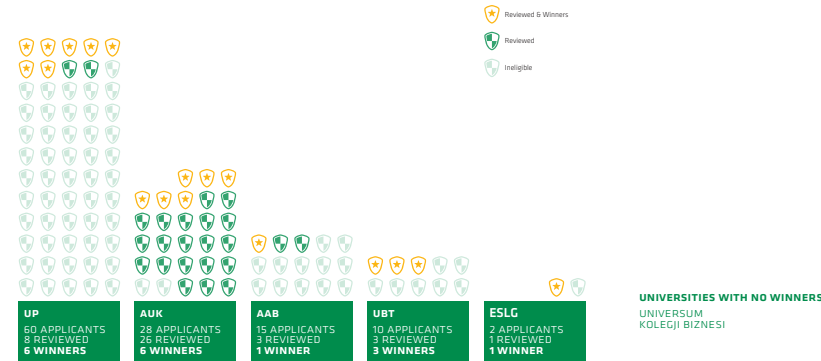 Reviewed & Winners
Reviewed
Ineligible
UP
60 APPLICANTS
8 REVIEWED
6 WINNERS
AUK
28 APPLICANTS
26 REVIEWED
6 WINNERS
AAB
15 APPLICANTS
3 REVIEWED
1 WINNER
UBT
10 APPLICANTS
3 REVIEWED
3 WINNERS
ESLG
2 APPLICANTS
1 REVIEWED
1 WINNER
UNIVERSITIES WITH NO WINNERS
UNIVERSUM
KOLEGJI BIZNESI